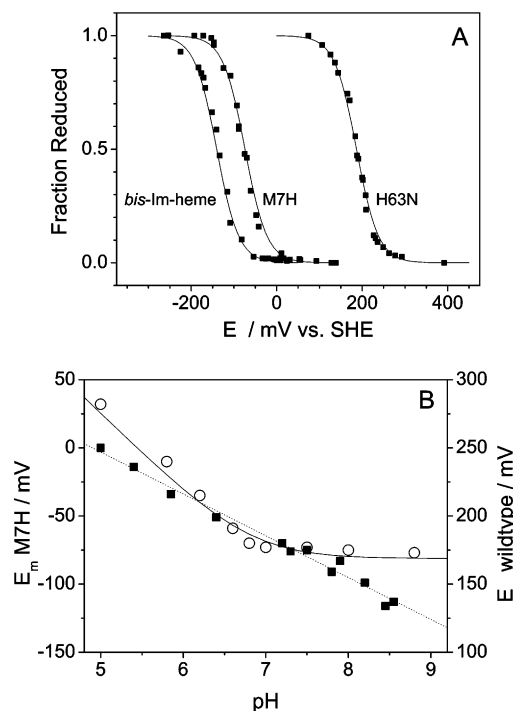 A
1.0
0.5
0.0
Fraction Reduced
bis-Im-heme
M7H
H63N
-200
0
200
400
E / mV vs. SHE
B
50
0
-50
-100
-150
Em M7H / mV
300
250
200
150
100
E wildtype / mV
5
6
7
8
9
pH